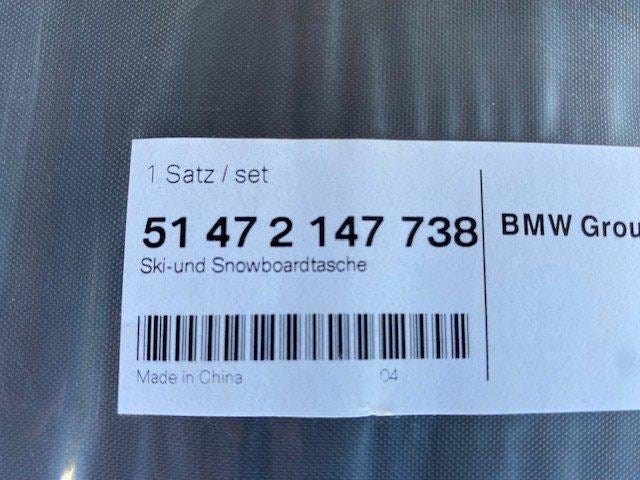 1 Satz / set
51 47 2 147 738
Ski-und Snowboardtasche
Made in China 04
BMW Grou